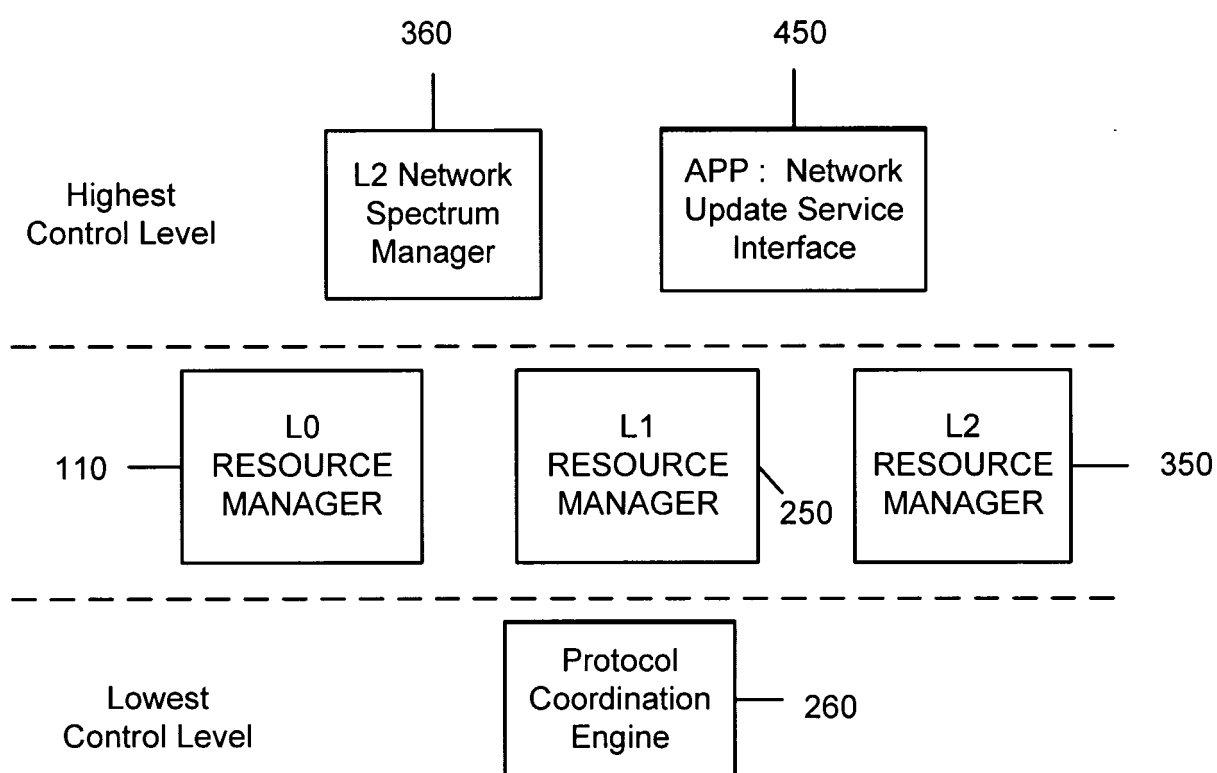 360
450
Highest
Control Level
L2 Network
Spectrum
Manager
APP : Network
Update Service
Interface
110
L0
RESOURCE
MANAGER
L1
RESOURCE
MANAGER
250
L2
RESOURCE
MANAGER
350
Lowest
Control Level
Protocol
Coordination
Engine
260